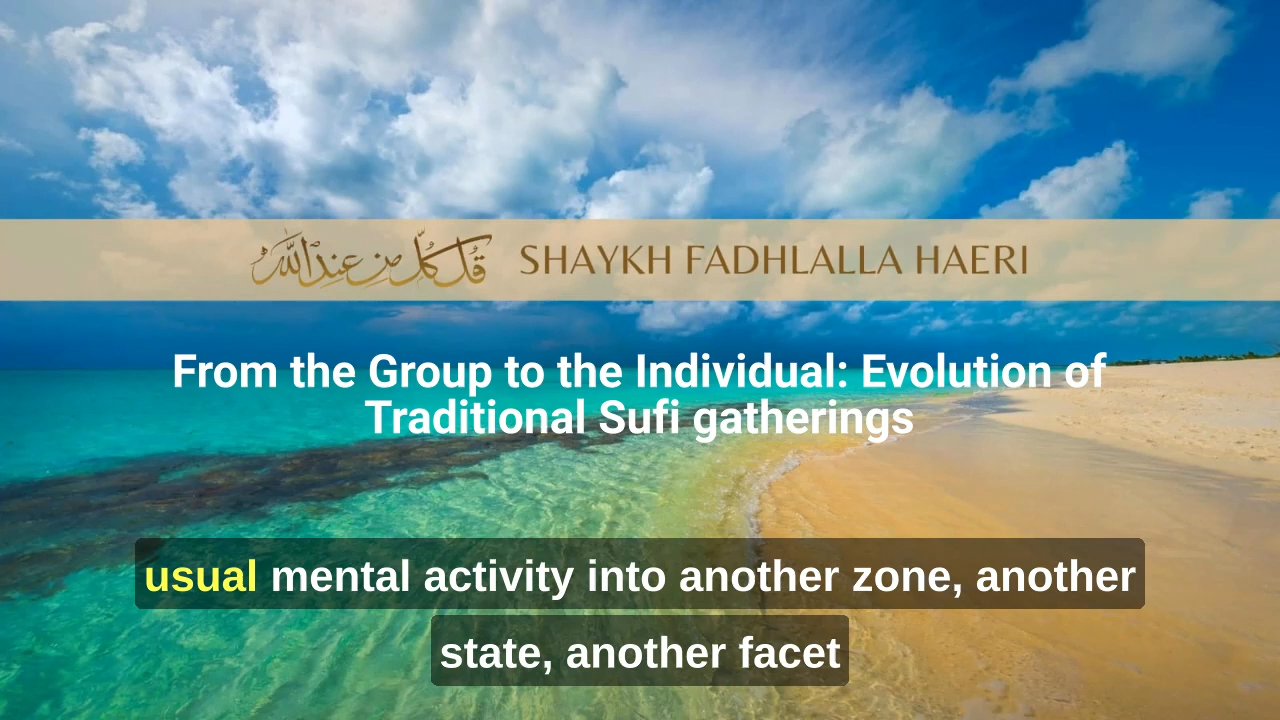 قُلْ كُلٌّ مِنْ عِندِ اللَّهِ
SHAYKH FADHLALLA HAERI
From the Group to the Individual: Evolution of
Traditional Sufi gatherings
usual mental activity into another zone, another
state, another facet